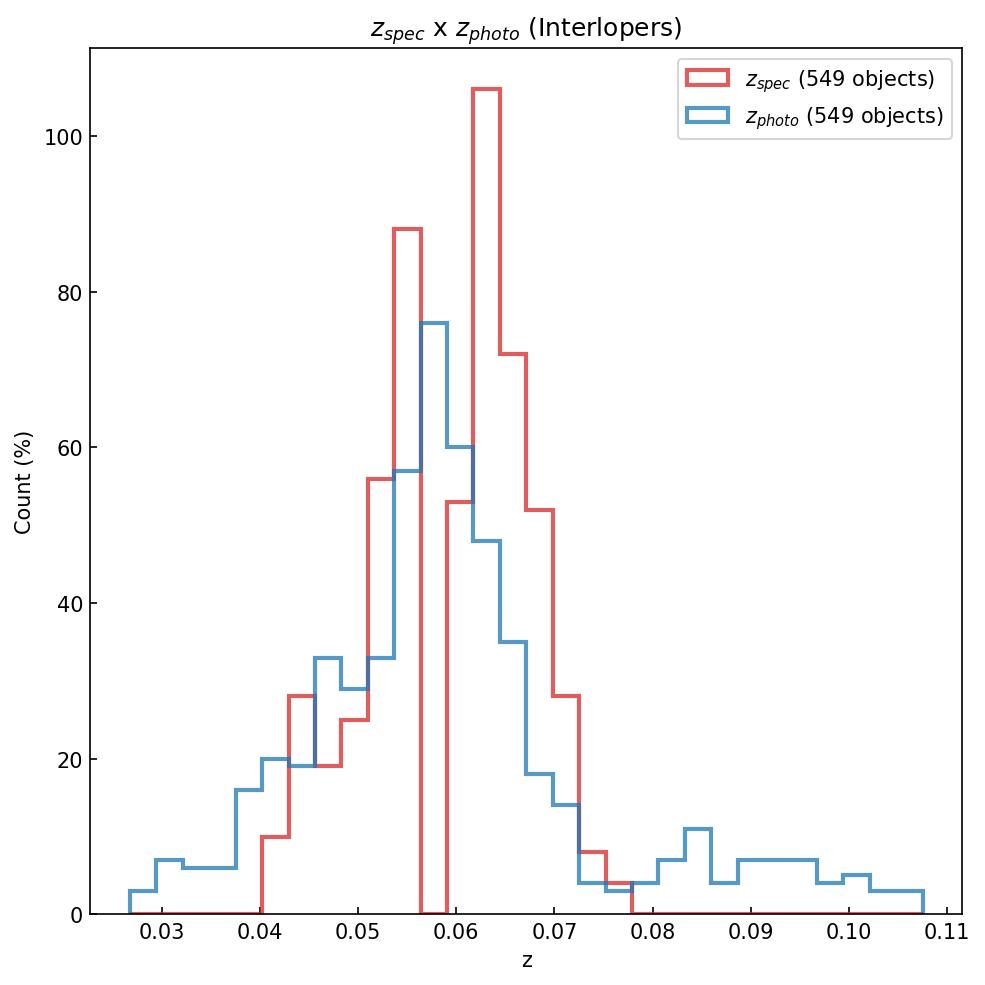 z_spec x z_photo (Interlopers)
z_spec (549 objects)
z_photo (549 objects)
Count (%)
100
80
60
40
20
0
0.03 0.04 0.05 0.06 0.07 0.08 0.09 0.10 0.11
z